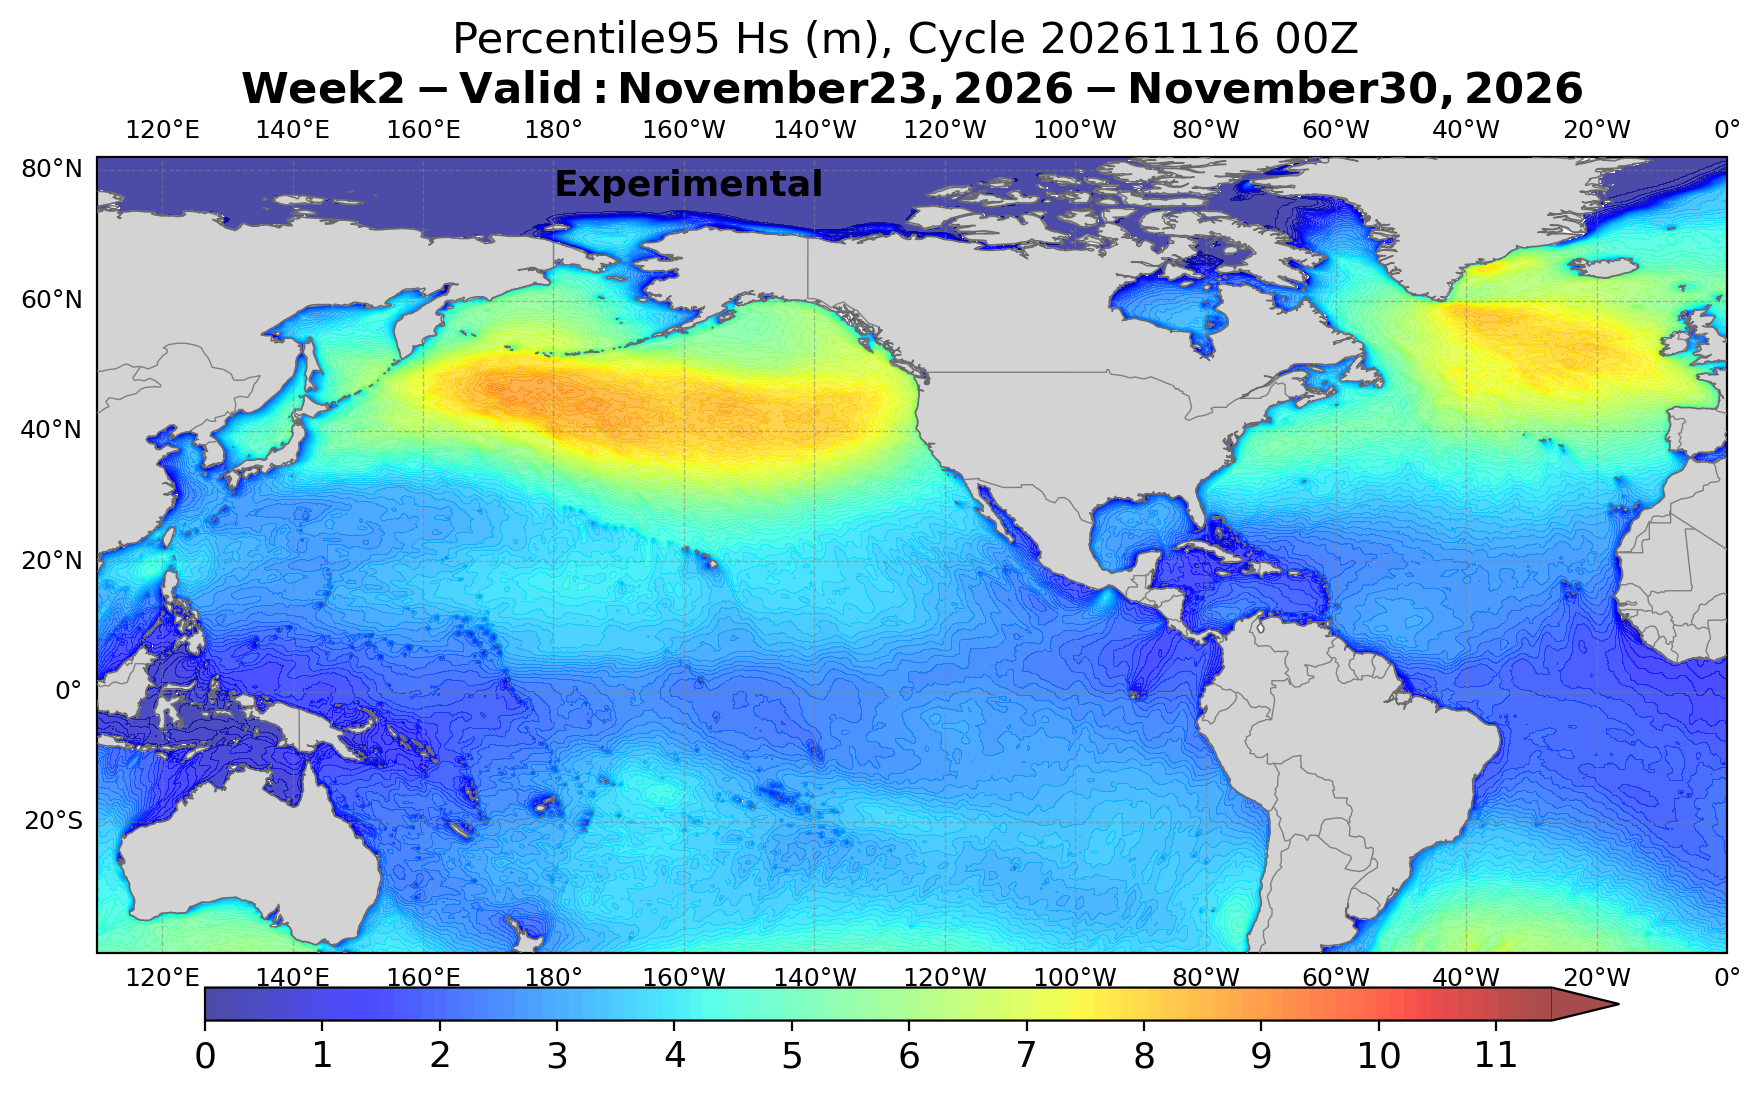 Percentile95 Hs (m), Cycle 20261116 00Z
Week2 − Valid : November23, 2026 − November30, 2026
120°E 140°E 160°E 180° 160°W 140°W 120°W 100°W 80°W 60°W 40°W 20°W 0°
80°N
Experimental
60°N
40°N
20°N
0°
20°S
120°E 140°E 160°E 180° 160°W 140°W 120°W 100°W 80°W 60°W 40°W 20°W 0°
0 1 2 3 4 5 6 7 8 9 10 11